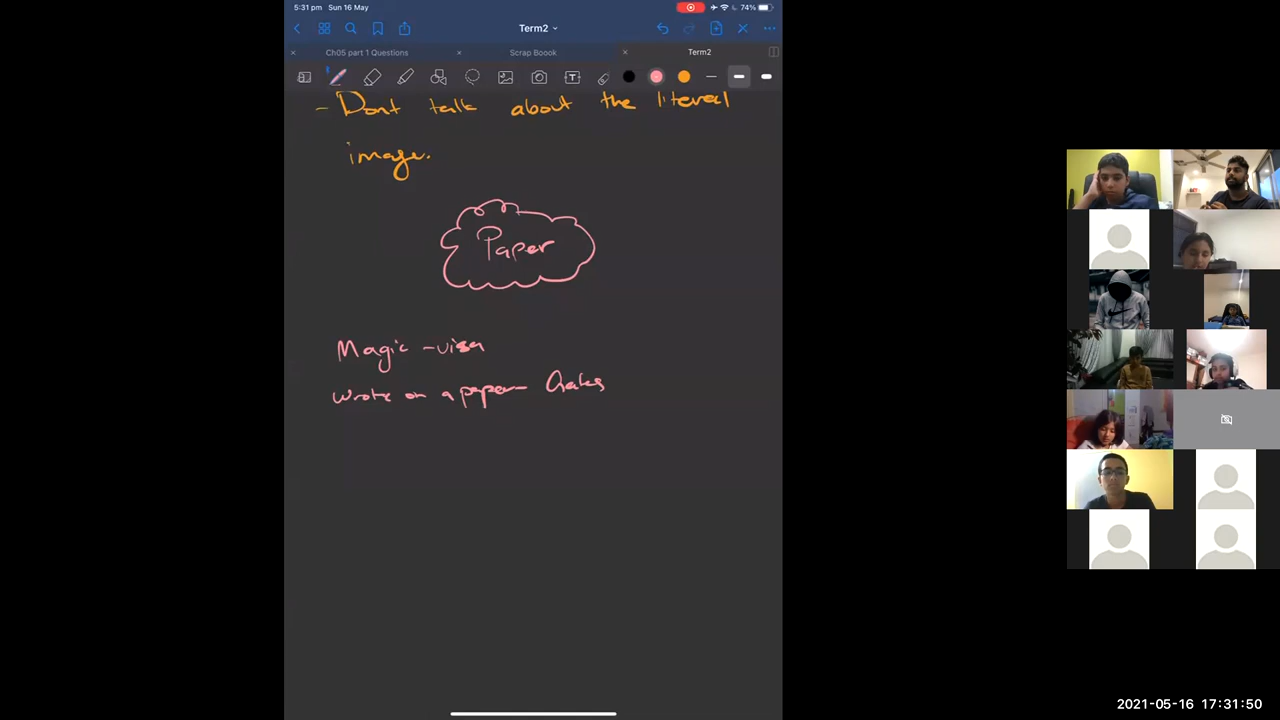 5:31 pm Sun 16 May 74%
Term2
Ch05 part 1 Questions Scrap Boook Term2
- Dont talk about the literal
image.
Paper
Magic - visa
wrote on a paper
2021-05-16 17:31:50